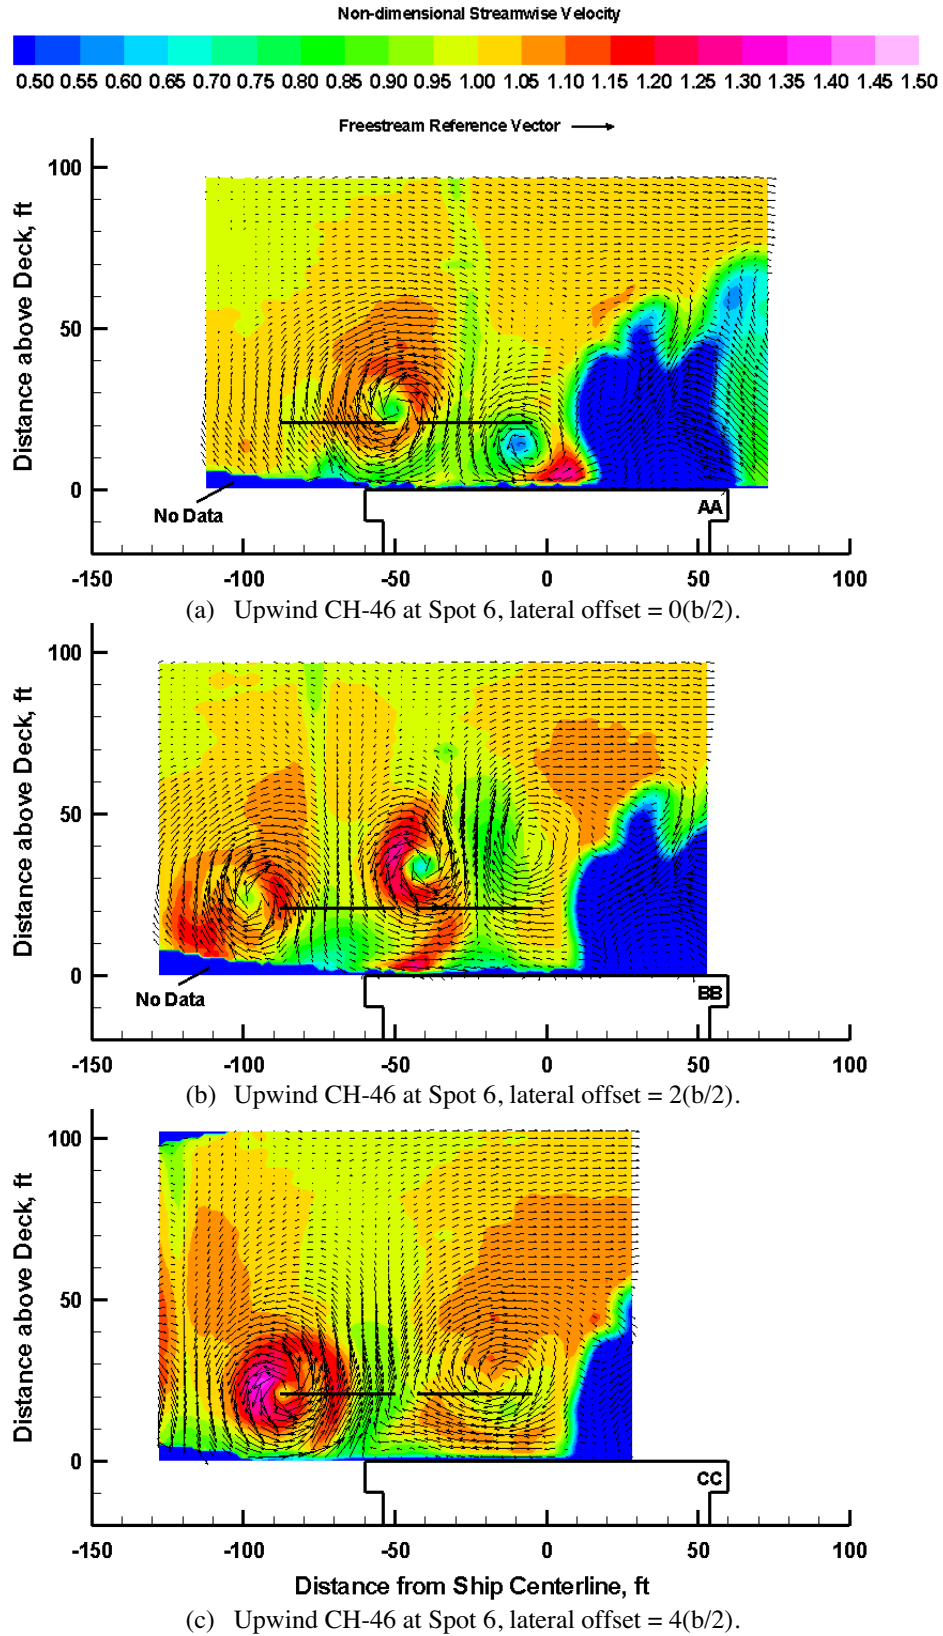 Non-dimensional Streamwise Velocity
0.50 0.55 0.60 0.65 0.70 0.75 0.80 0.85 0.90 0.95 1.00 1.05 1.10 1.15 1.20 1.25 1.30 1.35 1.40 1.45 1.50
Freestream Reference Vector
100
50
0
Distance above Deck, ft
No Data
AA
-150 -100 -50 0 50 100
(a) Upwind CH-46 at Spot 6, lateral offset = 0(b/2).
100
50
0
Distance above Deck, ft
No Data
BB
-150 -100 -50 0 50 100
(b) Upwind CH-46 at Spot 6, lateral offset = 2(b/2).
100
50
0
Distance above Deck, ft
CC
-150 -100 -50 0 50 100
Distance from Ship Centerline, ft
(c) Upwind CH-46 at Spot 6, lateral offset = 4(b/2).